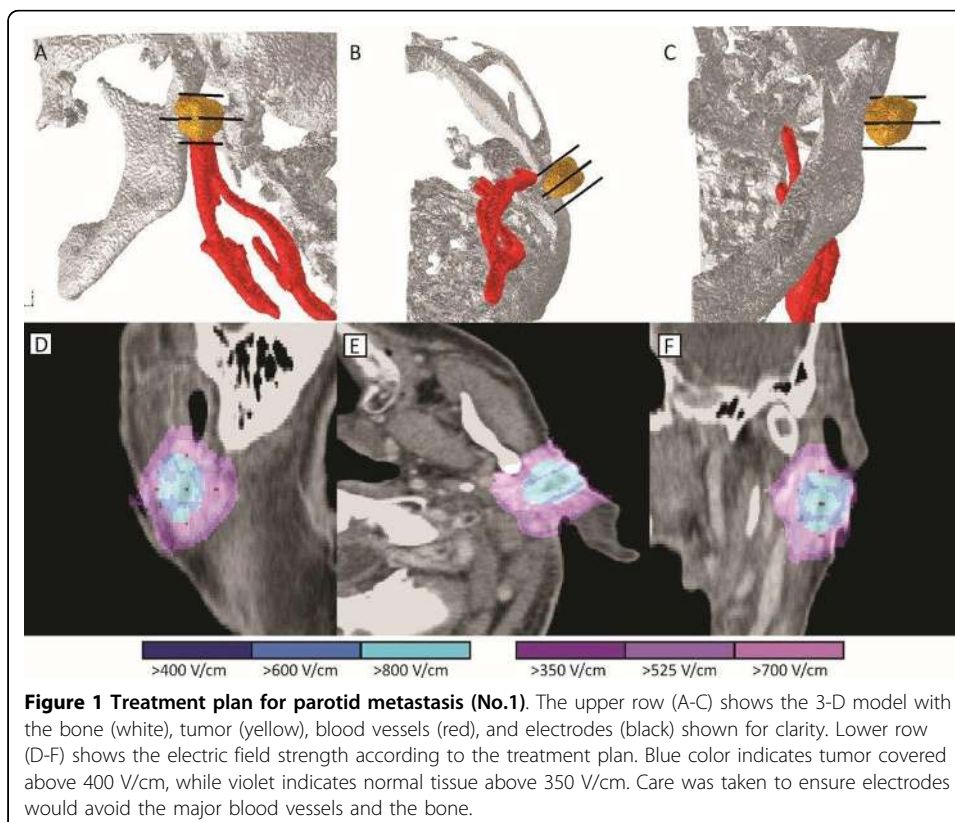 A
B
C
D
E
F
>400 V/cm >600 V/cm >800 V/cm >350 V/cm >525 V/cm >700 V/cm
Figure 1 Treatment plan for parotid metastasis (No.1). The upper row (A-C) shows the 3-D model with
the bone (white), tumor (yellow), blood vessels (red), and electrodes (black) shown for clarity. Lower row
(D-F) shows the electric field strength according to the treatment plan. Blue color indicates tumor covered
above 400 V/cm, while violet indicates normal tissue above 350 V/cm. Care was taken to ensure electrodes
would avoid the major blood vessels and the bone.